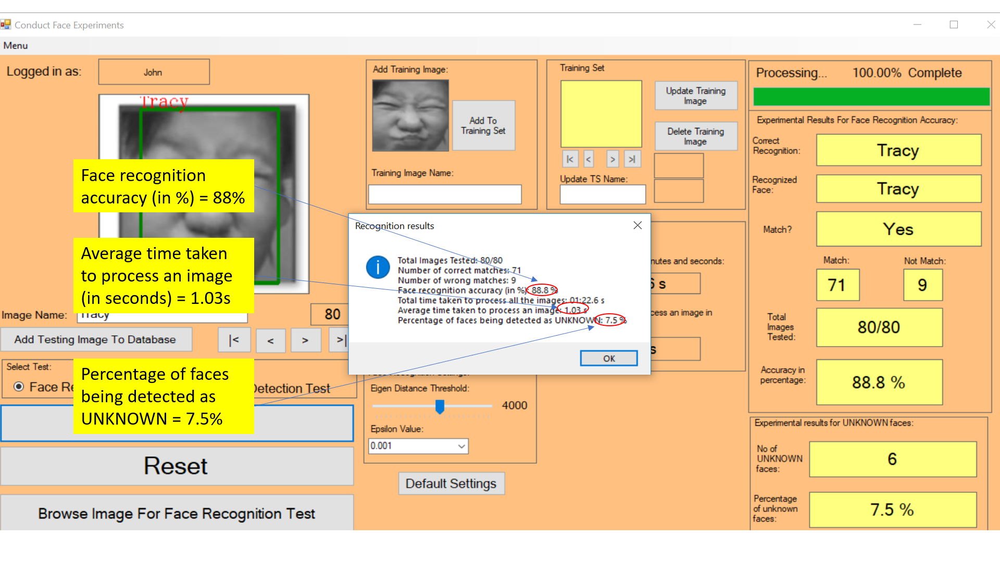 Conduct Face Experiments
Menu
Logged in as:
John
Tracy
Face recognition
accuracy (in %) = 88%
Average time taken
to process an image
(in seconds) = 1.03s
Image Name:
Tracy
80
Add Testing Image To Database
|<
<
>
>|
Select Test:
Face Re
Detection Test
Percentage of faces
being detected as
UNKNOWN = 7.5%
Reset
Browse Image For Face Recognition Test
Add Training Image:
Add To
Training Set
Training Image Name:
Training Set
Update Training
Image
Delete Training
Image
|<
<
>
>|
Update TS Name:
Recognition results
Total Images Tested: 80/80
Number of correct matches: 71
Number of wrong matches: 9
Face recognition accuracy (in %): 88.8 %
Total time taken to process all the images: 01:22.6 s
Average time taken to process an image: 1.03 s
Percentage of faces being detected as UNKNOWN: 7.5 %
OK
nutes and seconds:
6 s
cess an image in
s
Eigen Distance Threshold:
4000
Epsilon Value:
0.001
Default Settings
Processing... 100.00% Complete
Experimental Results For Face Recognition Accuracy:
Correct
Recognition:
Tracy
Recognized
Face:
Tracy
Match?
Yes
Match:
Not Match:
71
9
Total
Images
Tested:
80/80
Accuracy in
percentage:
88.8 %
Experimental results for UNKNOWN faces:
No of
UNKNOWN
faces:
6
Percentage
of unknown
faces:
7.5 %